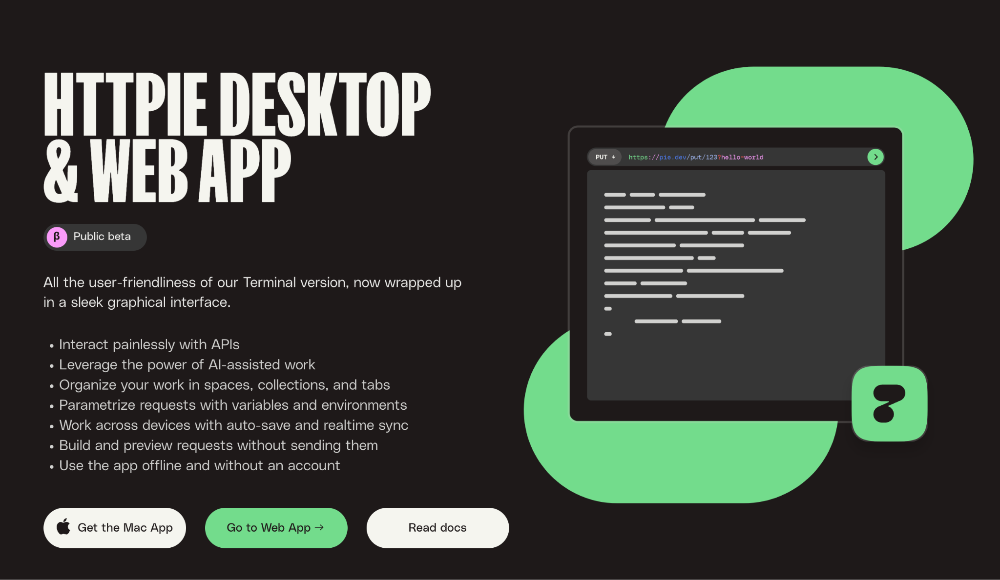 HTTPIE DESKTOP
& WEB APP
β Public beta
All the user-friendliness of our Terminal version, now wrapped up
in a sleek graphical interface.
• Interact painlessly with APIs
• Leverage the power of AI-assisted work
• Organize your work in spaces, collections, and tabs
• Parametrize requests with variables and environments
• Work across devices with auto-save and realtime sync
• Build and preview requests without sending them
• Use the app offline and without an account
Get the Mac App
Go to Web App →
Read docs
PUT ↓ https://pie.dev/put/123?hello=world